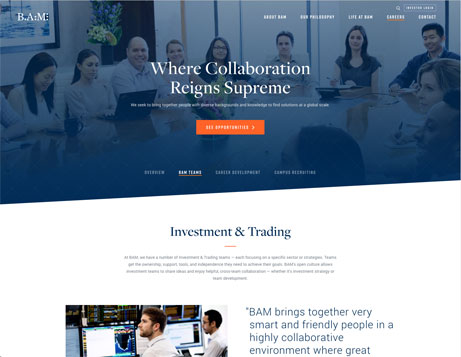 INVESTOR LOGIN
B.A:M:
ABOUT BAM OUR PHILOSOPHY LIFE AT BAM CAREERS CONTACT
Where Collaboration
Reigns Supreme
We seek to bring together people with diverse backgrounds and knowledge to find solutions at a global scale.
SEE OPPORTUNITIES
OVERVIEW BAM TEAMS CAREER DEVELOPMENT CAMPUS RECRUITING
Investment & Trading
At BAM, we have a number of Investment & Trading teams — each focusing on a specific sector or strategies. Teams
get the ownership, support, tools, and independence they need to achieve their goals. BAM's open culture allows
investment teams to share ideas and enjoy helpful, cross-team collaboration — whether it's investment strategy or
team development.
"BAM brings together very
smart and friendly people in a
highly collaborative
environment where great